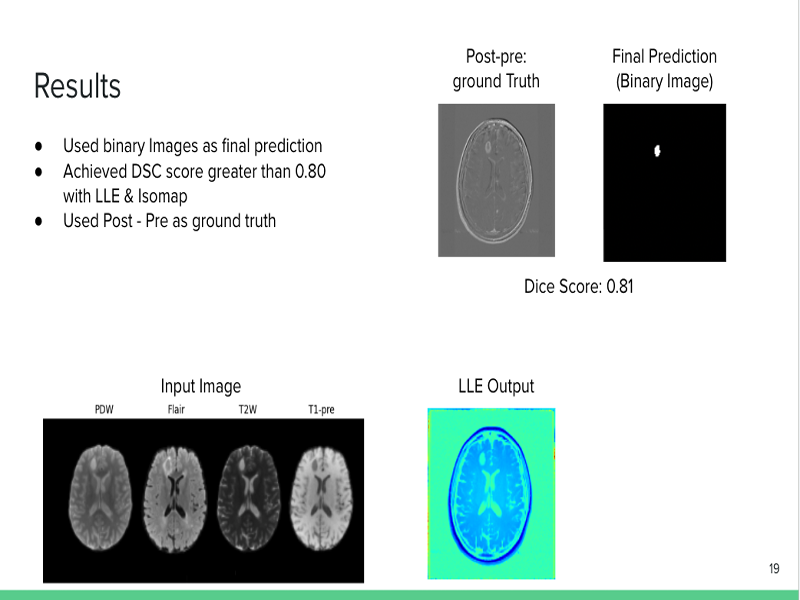 Results
● Used binary Images as final prediction
● Achieved DSC score greater than 0.80
with LLE & Isomap
● Used Post - Pre as ground truth
Post-pre:
ground Truth
Final Prediction
(Binary Image)
Dice Score: 0.81
Input Image
PDW Flair T2W T1-pre
LLE Output
19